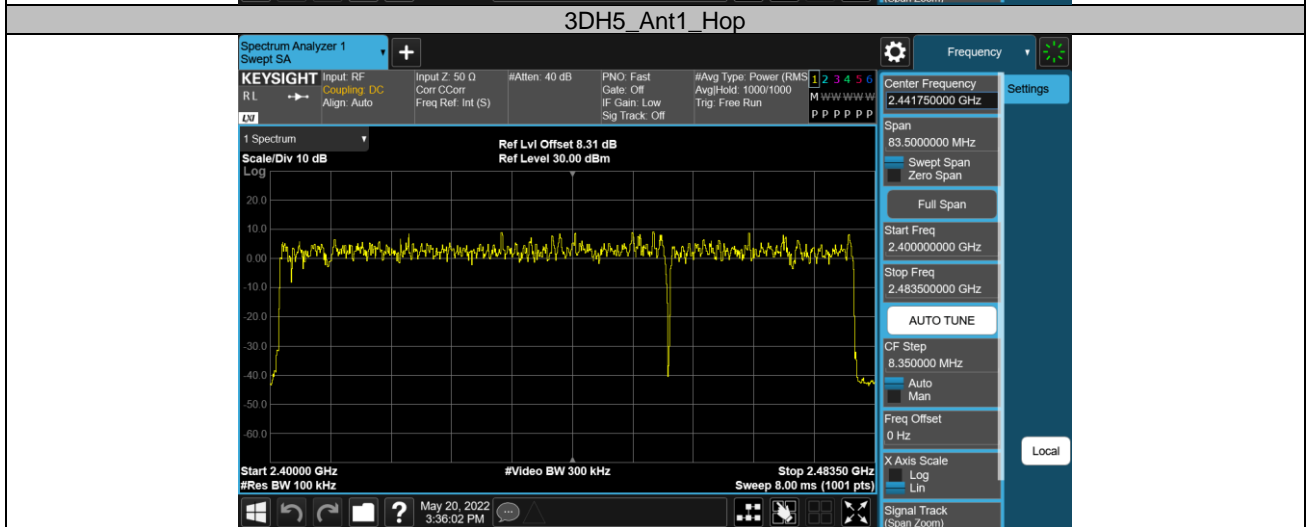 (Span Zoom)
3DH5_Ant1_Hop
Spectrum Analyzer 1
Swept SA
Frequency
KEYSIGHT
RL
LXI
Input: RF
Coupling: DC
Align: Auto
Input Z: 50 Ω
Corr CCorr
Freq Ref: Int (S)
#Atten: 40 dB
PNO: Fast
Gate: Off
IF Gain: Low
Sig Track: Off
#Avg Type: Power (RMS
Avg|Hold: 1000/1000
Trig: Free Run
1 2 3 4 5 6
M W W W W W
P P P P P P
1 Spectrum
Scale/Div 10 dB
Ref Lvl Offset 8.31 dB
Ref Level 30.00 dBm
Log
20.0
10.0
0.00
-10.0
-20.0
-30.0
-40.0
-50.0
-60.0
Start 2.40000 GHz
#Res BW 100 kHz
#Video BW 300 kHz
Stop 2.48350 GHz
Sweep 8.00 ms (1001 pts)
Center Frequency
2.441750000 GHz
Settings
Span
83.5000000 MHz
Swept Span
Zero Span
Full Span
Start Freq
2.400000000 GHz
Stop Freq
2.483500000 GHz
AUTO TUNE
CF Step
8.350000 MHz
Auto
Man
Freq Offset
0 Hz
X Axis Scale
Log
Lin
Local
Signal Track
(Span Zoom)
?
May 20, 2022
3:36:02 PM